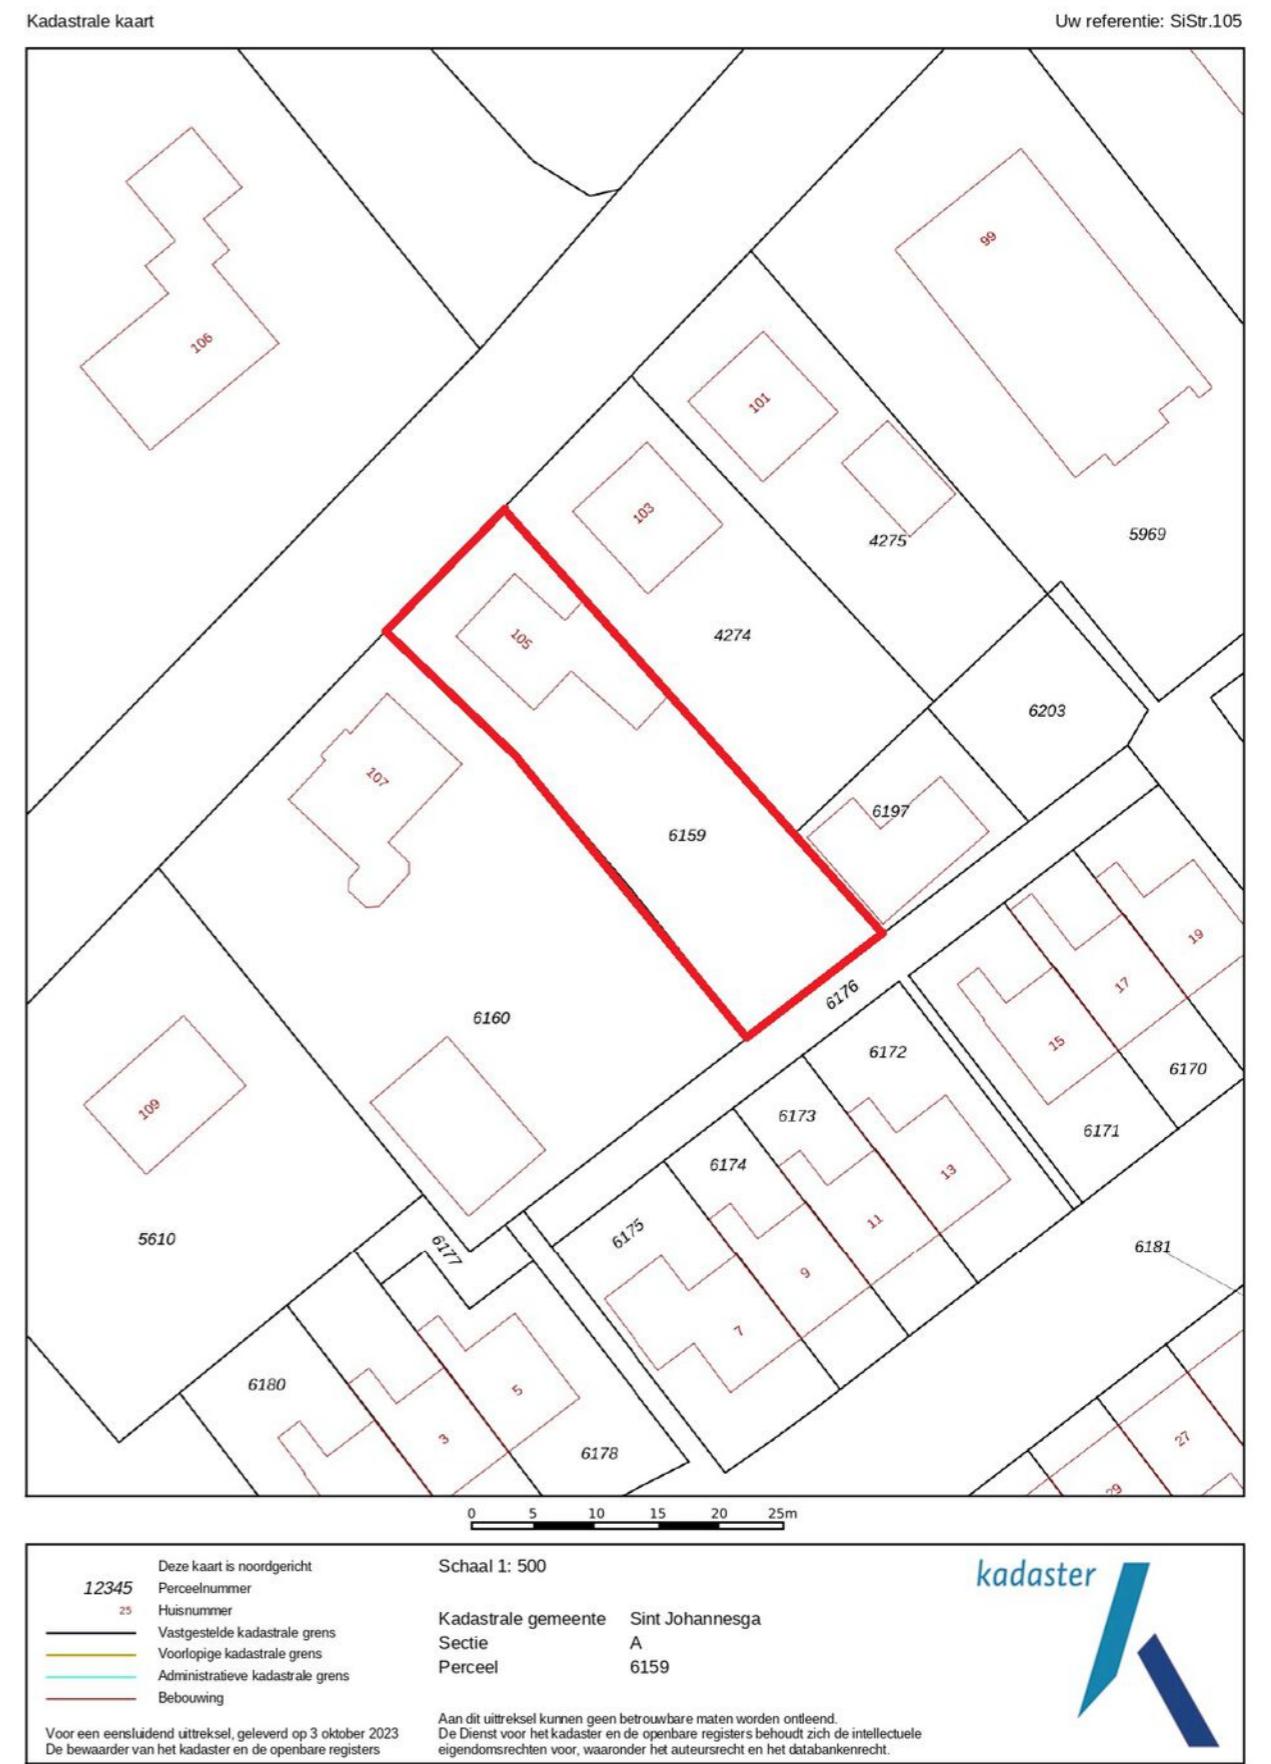 Kadastrale kaart
Uw referentie: SiStr.105
99
106
101
103
4275
5969
105
4274
6203
107
6197
6159
19
6176
17
6160
6172
15
6170
109
6173
6171
6174
13
11
6175
5610
6177
6181
9
7
6180
5
3
6178
27
29
0 5 10 15 20 25m
Deze kaart is noordgericht
12345 Perceelnummer
25 Huisnummer
Vastgestelde kadastrale grens
Voorlopige kadastrale grens
Administratieve kadastrale grens
Bebouwing
Voor een eensluidend uittreksel, geleverd op 3 oktober 2023
De bewaarder van het kadaster en de openbare registers
Schaal 1: 500
Kadastrale gemeente Sint Johannesga
Sectie A
Perceel 6159
Aan dit uittreksel kunnen geen betrouwbare maten worden ontleend.
De Dienst voor het kadaster en de openbare registers behoudt zich de intellectuele
eigendomsrechten voor, waaronder het auteursrecht en het databankenrecht.
kadaster